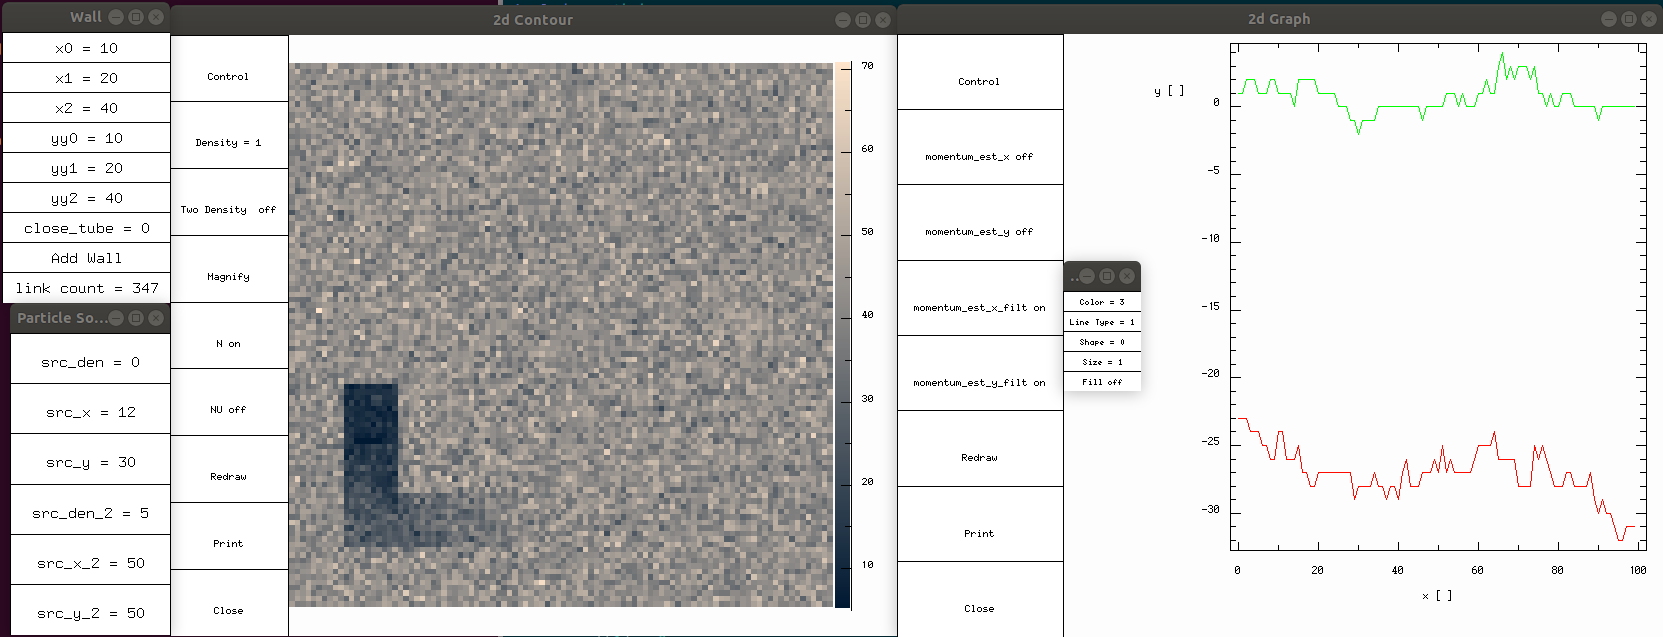 Wall
x0 = 10
x1 = 20
x2 = 40
yy0 = 10
yy1 = 20
yy2 = 40
close_tube = 0
Add Wall
link count = 347
Particle So...
src_den = 0
src_x = 12
src_y = 30
src_den_2 = 5
src_x_2 = 50
src_y_2 = 50
2d Contour
Control
Density = 1
Two Density off
Magnify
N on
NU off
Redraw
Print
Close
70
60
50
40
30
20
10
2d Graph
Control
momentum_est_x off
momentum_est_y off
momentum_est_x_filt on
momentum_est_y_filt on
Redraw
Print
Close
..
Color = 3
Line Type = 1
Shape = 0
Size = 1
Fill off
y [ ]
0
-5
-10
-15
-20
-25
-30
0 20 40 60 80 100
x [ ]